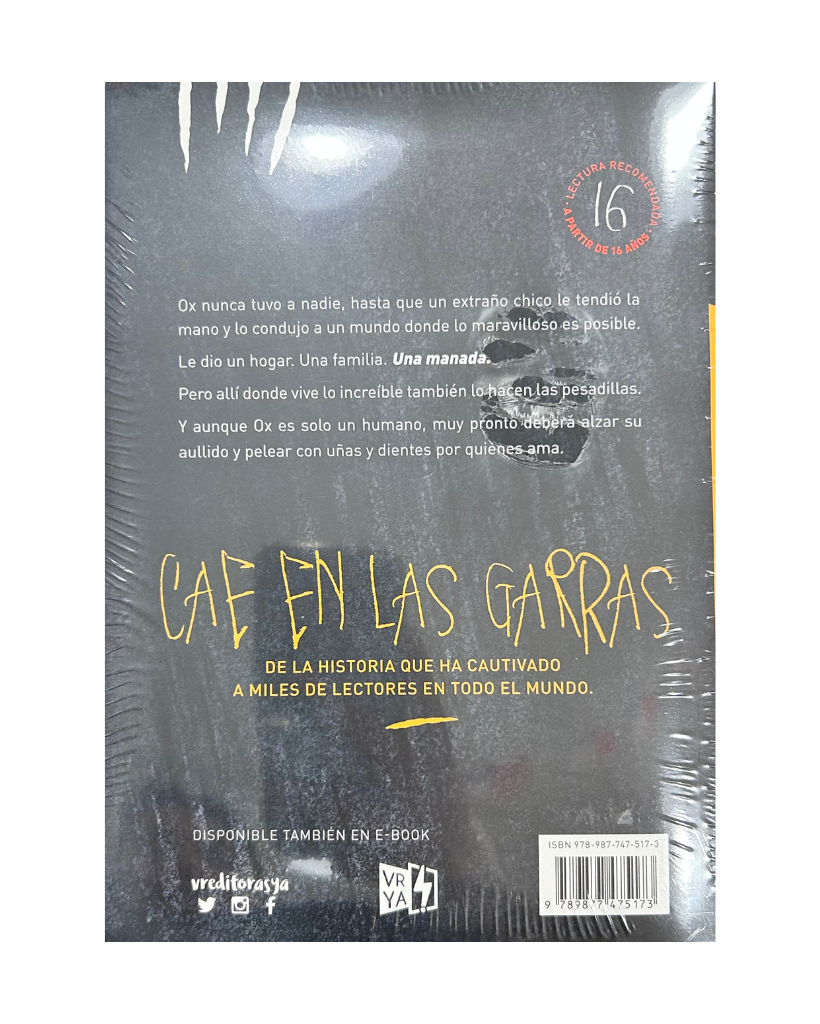 · LECTURA RECOMENDADA ·
A PARTIR DE 16 AÑOS
16
Ox nunca tuvo a nadie, hasta que un extraño chico le tendió la
mano y lo condujo a un mundo donde lo maravilloso es posible.
Le dio un hogar. Una familia. Una manada.
Pero allí donde vive lo increíble también lo hacen las pesadillas.
Y aunque Ox es solo un humano, muy pronto deberá alzar su
aullido y pelear con uñas y dientes por quienes ama.
CAE EN LAS GARRAS
DE LA HISTORIA QUE HA CAUTIVADO
A MILES DE LECTORES EN TODO EL MUNDO.
DISPONIBLE TAMBIÉN EN E-BOOK
vreditorasya
VR
YA
ISBN 978-987-747-517-3
9 789877 475173